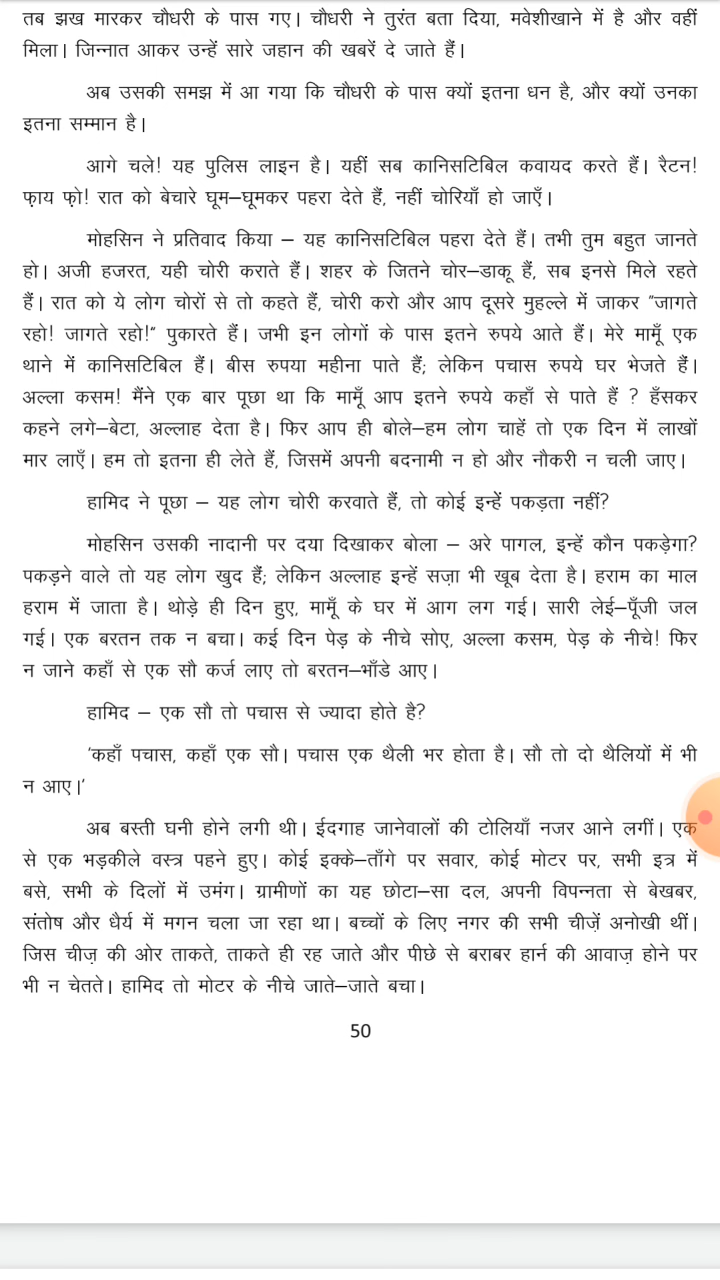 तब झख मारकर चौधरी के पास गए। चौधरी ने तुरंत बता दिया, मवेशीखाने में है और वहीं
मिला। जिन्नात आकर उन्हें सारे जहान की खबरें दे जाते हैं।
अब उसकी समझ में आ गया कि चौधरी के पास क्यों इतना धन है, और क्यों उनका
इतना सम्मान है।
आगे चले! यह पुलिस लाइन है। यहीं सब कानिसटिबिल कवायद करते हैं। रैटन!
फ़ाय फ़ो! रात को बेचारे घूम–घूमकर पहरा देते हैं, नहीं चोरियाँ हो जाएँ।
मोहसिन ने प्रतिवाद किया – यह कानिसटिबिल पहरा देते हैं। तभी तुम बहुत जानते
हो। अजी हजरत, यही चोरी कराते हैं। शहर के जितने चोर–डाकू हैं, सब इनसे मिले रहते
हैं। रात को ये लोग चोरों से तो कहते हैं, चोरी करो और आप दूसरे मुहल्ले में जाकर "जागते
रहो! जागते रहो!" पुकारते हैं। जभी इन लोगों के पास इतने रुपये आते हैं। मेरे मामूँ एक
थाने में कानिसटिबिल हैं। बीस रुपया महीना पाते हैं; लेकिन पचास रुपये घर भेजते हैं।
अल्ला कसम! मैंने एक बार पूछा था कि मामूँ आप इतने रुपये कहाँ से पाते हैं ? हँसकर
कहने लगे–बेटा, अल्लाह देता है। फिर आप ही बोले–हम लोग चाहें तो एक दिन में लाखों
मार लाएँ। हम तो इतना ही लेते हैं, जिसमें अपनी बदनामी न हो और नौकरी न चली जाए।
हामिद ने पूछा – यह लोग चोरी करवाते हैं, तो कोई इन्हें पकड़ता नहीं?
मोहसिन उसकी नादानी पर दया दिखाकर बोला – अरे पागल, इन्हें कौन पकड़ेगा?
पकड़ने वाले तो यह लोग खुद हैं; लेकिन अल्लाह इन्हें सज़ा भी खूब देता है। हराम का माल
हराम में जाता है। थोड़े ही दिन हुए, मामूँ के घर में आग लग गई। सारी लेई–पूँजी जल
गई। एक बरतन तक न बचा। कई दिन पेड़ के नीचे सोए, अल्ला कसम, पेड़ के नीचे! फिर
न जाने कहाँ से एक सौ कर्ज लाए तो बरतन–भाँडे आए।
हामिद – एक सौ तो पचास से ज्यादा होते है?
'कहाँ पचास, कहाँ एक सौ। पचास एक थैली भर होता है। सौ तो दो थैलियों में भी
न आए।'
अब बस्ती घनी होने लगी थी। ईदगाह जानेवालों की टोलियाँ नजर आने लगीं। एक
से एक भड़कीले वस्त्र पहने हुए। कोई इक्के–ताँगे पर सवार, कोई मोटर पर, सभी इत्र में
बसे, सभी के दिलों में उमंग। ग्रामीणों का यह छोटा–सा दल, अपनी विपन्नता से बेखबर,
संतोष और धैर्य में मगन चला जा रहा था। बच्चों के लिए नगर की सभी चीज़ें अनोखी थीं।
जिस चीज़ की ओर ताकते, ताकते ही रह जाते और पीछे से बराबर हार्न की आवाज़ होने पर
भी न चेतते। हामिद तो मोटर के नीचे जाते–जाते बचा।
50